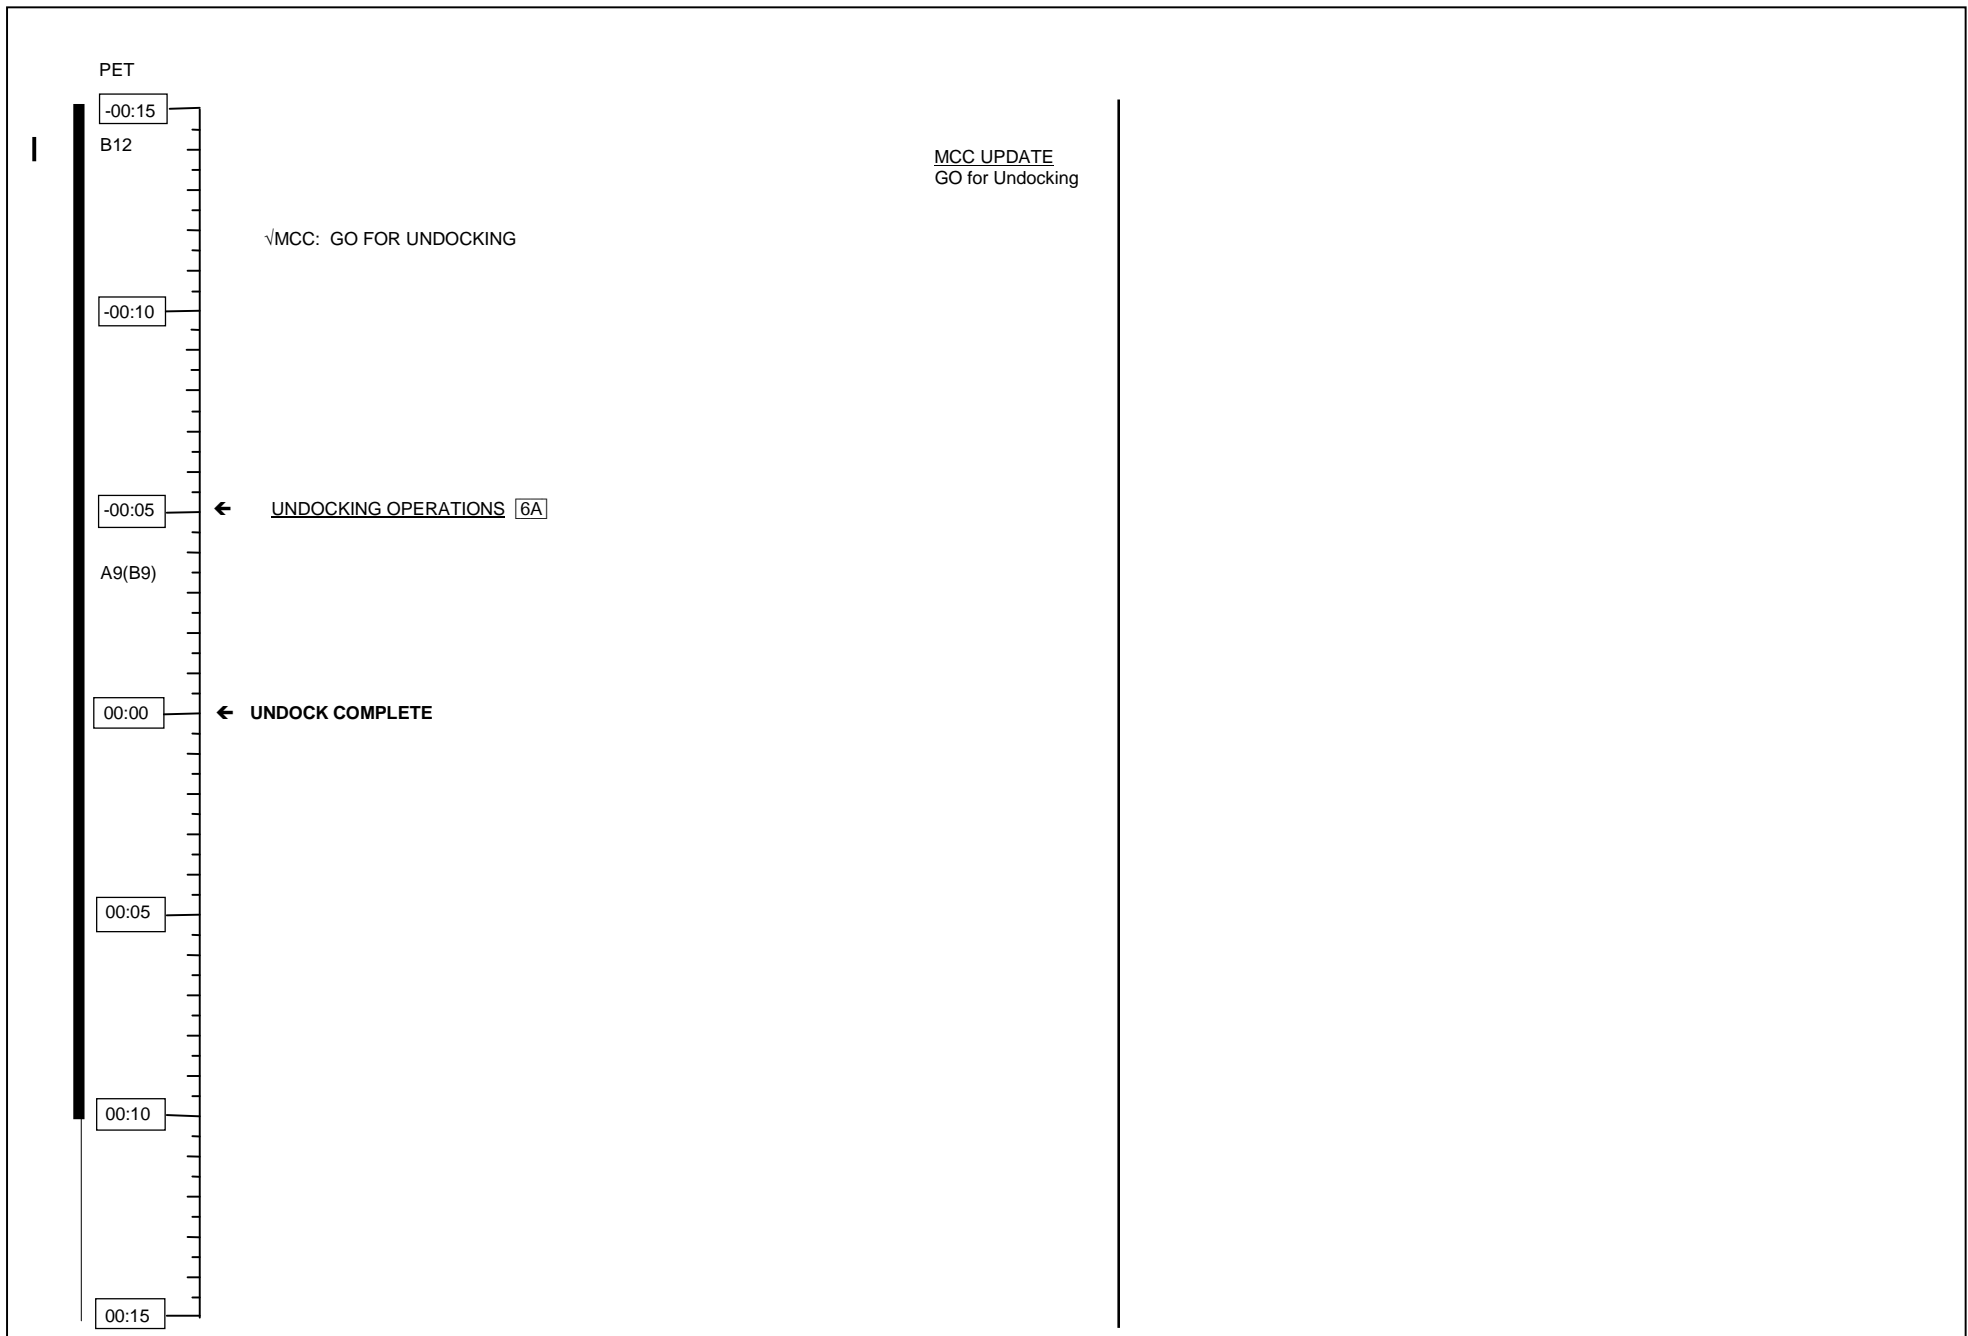 PET
-00:15
B12
MCC UPDATE
GO for Undocking
√MCC: GO FOR UNDOCKING
-00:10
-00:05
UNDOCKING OPERATIONS 6A
A9(B9)
00:00
UNDOCK COMPLETE
00:05
00:10
00:15